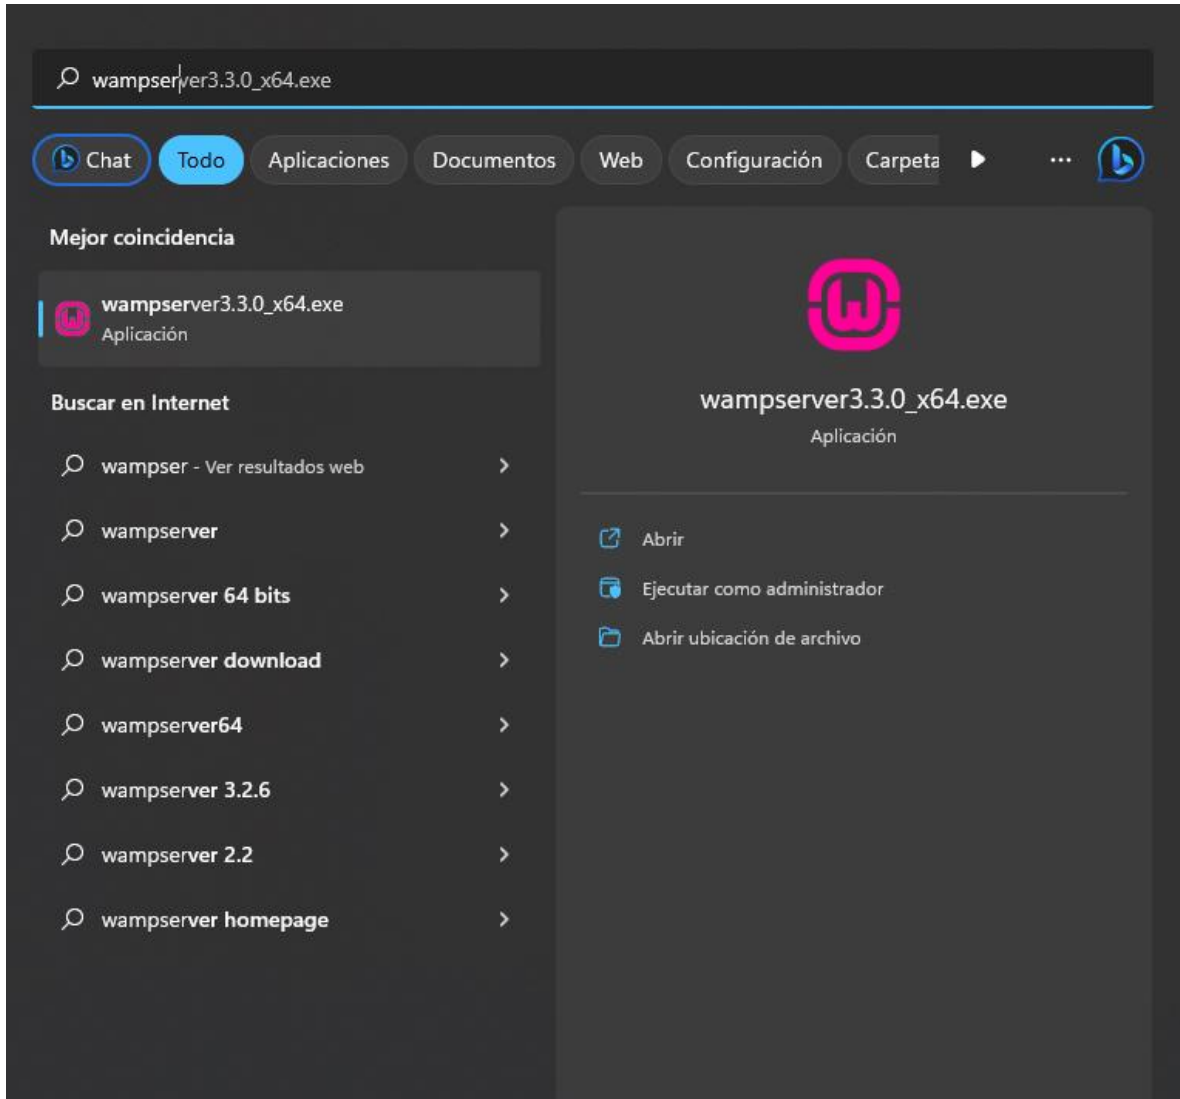 wampserver3.3.0_x64.exe
Chat Todo Aplicaciones Documentos Web Configuración Carpeta ...
Mejor coincidencia
wampserver3.3.0_x64.exe
Aplicación
Buscar en Internet
wampser - Ver resultados web
wampserver
wampserver 64 bits
wampserver download
wampserver64
wampserver 3.2.6
wampserver 2.2
wampserver homepage
wampserver3.3.0_x64.exe
Aplicación
Abrir
Ejecutar como administrador
Abrir ubicación de archivo